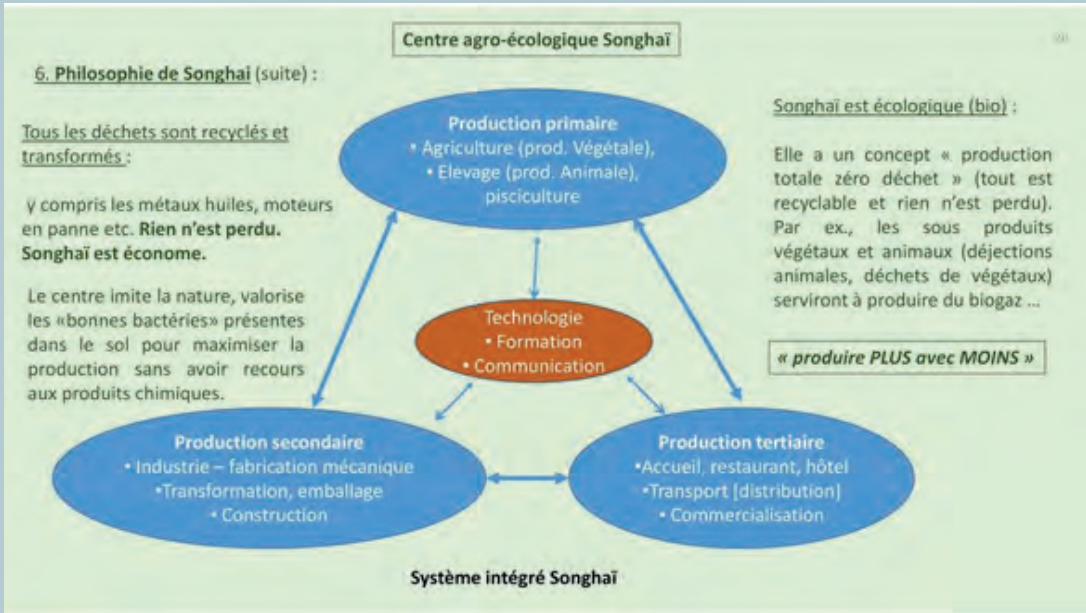 Centre agro-écologique Songhaï
6. Philosophie de Songhai (suite) :
Tous les déchets sont recyclés et
transformés :
y compris les métaux huiles, moteurs
en panne etc. Rien n'est perdu.
Songhaï est économe.
Le centre imite la nature, valorise
les «bonnes bactéries» présentes
dans le sol pour maximiser la
production sans avoir recours
aux produits chimiques.
Production primaire
• Agriculture (prod. Végétale),
• Elevage (prod. Animale),
pisciculture
Technologie
• Formation
• Communication
Production secondaire
• Industrie – fabrication mécanique
•Transformation, emballage
• Construction
Production tertiaire
•Accueil, restaurant, hôtel
•Transport [distribution]
• Commercialisation
Songhaï est écologique (bio) :
Elle a un concept « production
totale zéro déchet » (tout est
recyclable et rien n'est perdu).
Par ex., les sous produits
végétaux et animaux (déjections
animales, déchets de végétaux)
serviront à produire du biogaz ...
« produire PLUS avec MOINS »
Système intégré Songhaï